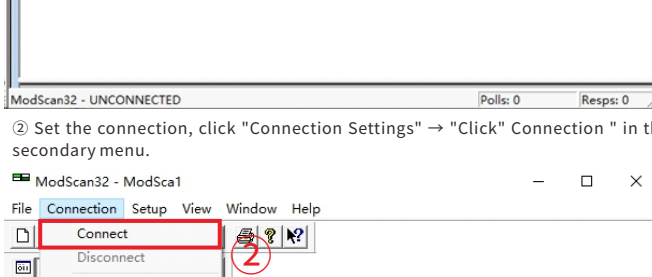 ModScan32 - UNCONNECTED Polls: 0 Resps: 0
② Set the connection, click "Connection Settings" → "Click" Connection " in
secondary menu.
ModScan32 - ModSca1
File Connection Setup View Window Help
Connect
Disconnect
②